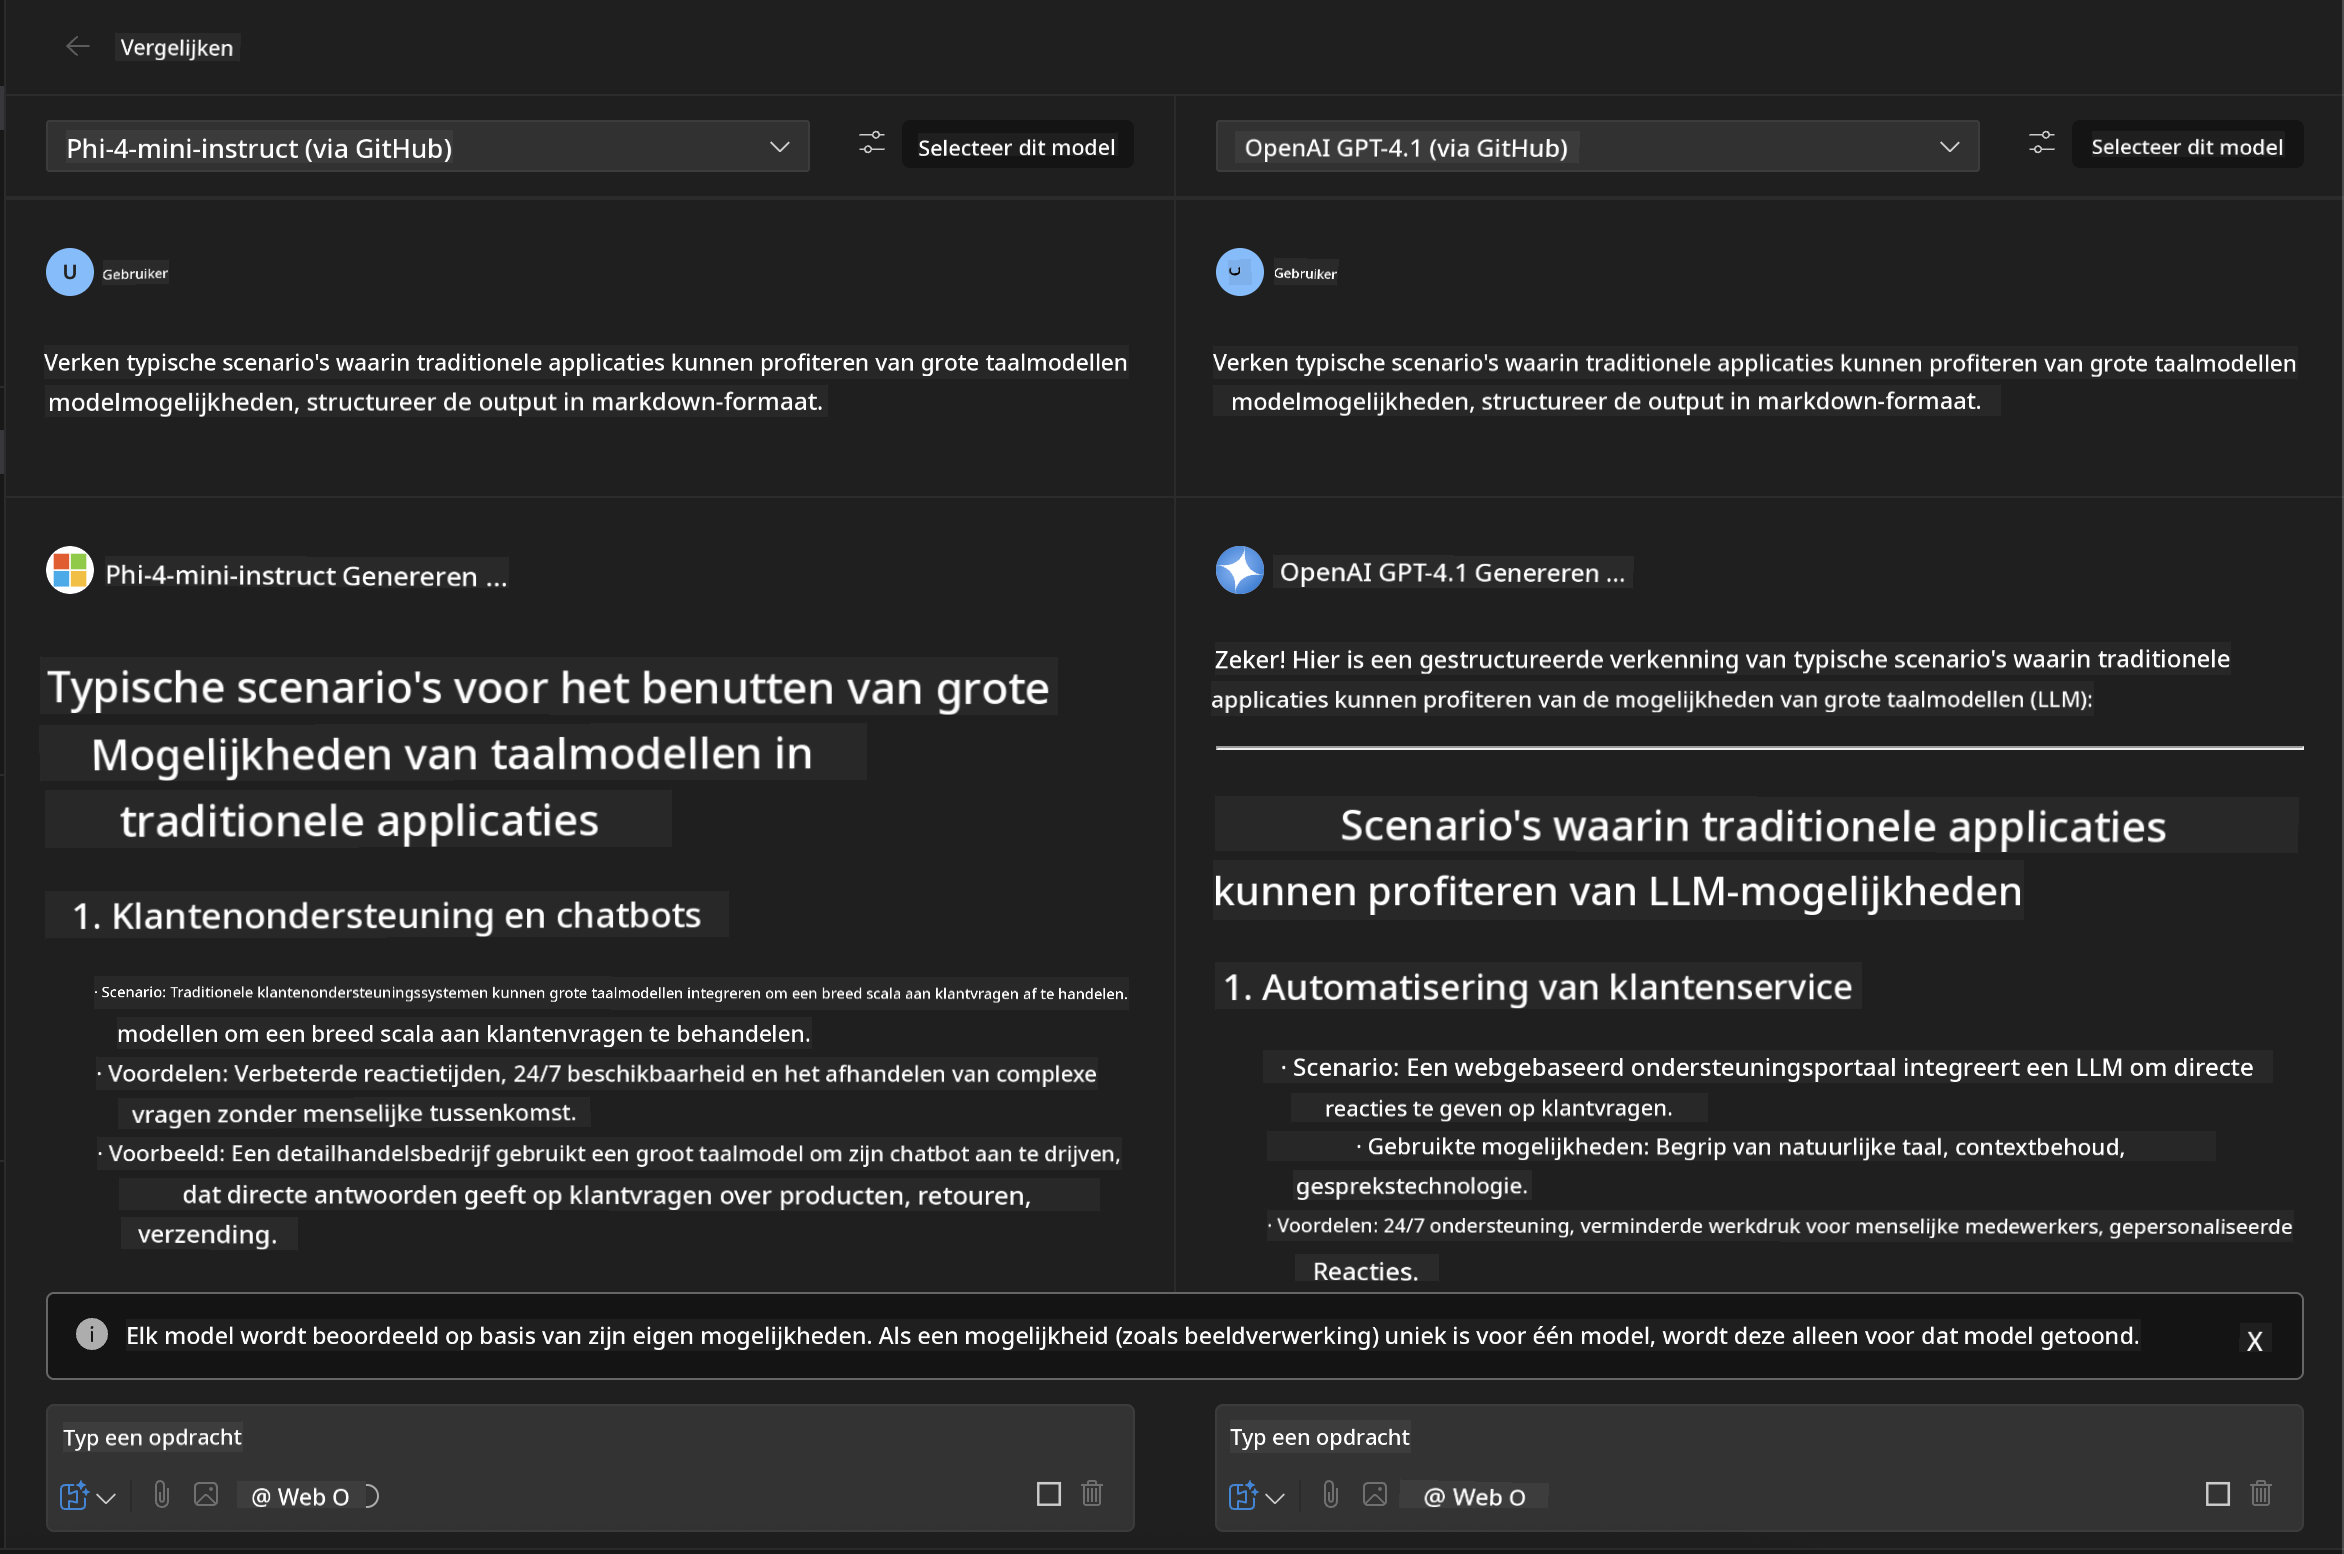 Vergelijken
Phi-4-mini-instruct (via GitHub)
Selecteer dit model
OpenAI GPT-4.1 (via GitHub)
Selecteer dit model
U
Gebruiker
Verken typische scenario's waarin traditionele applicaties kunnen profiteren van grote taalmodellen
modelmogelijkheden, structureer de output in markdown-formaat.
Phi-4-mini-instruct Genereren ...
Typische scenario's voor het benutten van grote
Mogelijkheden van taalmodellen in
traditionele applicaties
1. Klantenondersteuning en chatbots
· Scenario: Traditionele klantenondersteuningssystemen kunnen grote taalmodellen integreren om een breed scala aan klantvragen af te handelen.
modellen om een breed scala aan klantenvragen te behandelen.
· Voordelen: Verbeterde reactietijden, 24/7 beschikbaarheid en het afhandelen van complexe
vragen zonder menselijke tussenkomst.
· Voorbeeld: Een detailhandelsbedrijf gebruikt een groot taalmodel om zijn chatbot aan te drijven,
dat directe antwoorden geeft op klantvragen over producten, retouren,
verzending.
U
Gebruiker
Verken typische scenario's waarin traditionele applicaties kunnen profiteren van grote taalmodellen
modelmogelijkheden, structureer de output in markdown-formaat.
OpenAI GPT-4.1 Genereren ...
Zeker! Hier is een gestructureerde verkenning van typische scenario's waarin traditionele
applicaties kunnen profiteren van de mogelijkheden van grote taalmodellen (LLM):
Scenario's waarin traditionele applicaties
kunnen profiteren van LLM-mogelijkheden
1. Automatisering van klantenservice
· Scenario: Een webgebaseerd ondersteuningsportaal integreert een LLM om directe
reacties te geven op klantvragen.
· Gebruikte mogelijkheden: Begrip van natuurlijke taal, contextbehoud,
gesprekstechnologie.
· Voordelen: 24/7 ondersteuning, verminderde werkdruk voor menselijke medewerkers, gepersonaliseerde
Reacties.
Elk model wordt beoordeeld op basis van zijn eigen mogelijkheden. Als een mogelijkheid (zoals beeldverwerking) uniek is voor één model, wordt deze alleen voor dat model getoond.
X
Typ een opdracht
@ Web O
Typ een opdracht
@ Web O